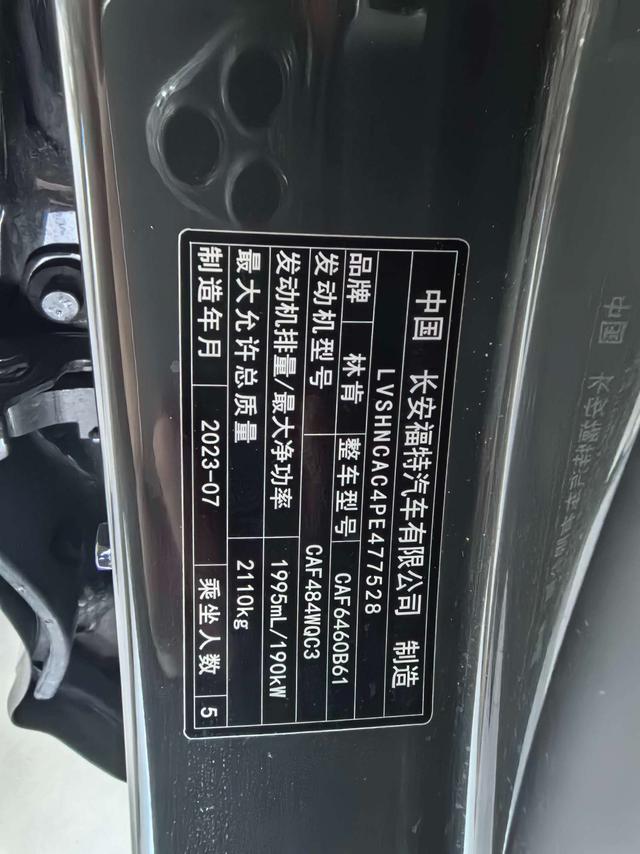 中国 长安福特汽车有限公司 制造
LVSHNCAC4PE477528
品牌 林肯 整车型号 CAF6460B61
发动机型号 CAF484WQC3
发动机排量/最大净功率 1995mL/190kW
最大允许总质量 2110kg
制造年月 2023-07 乘坐人数 5